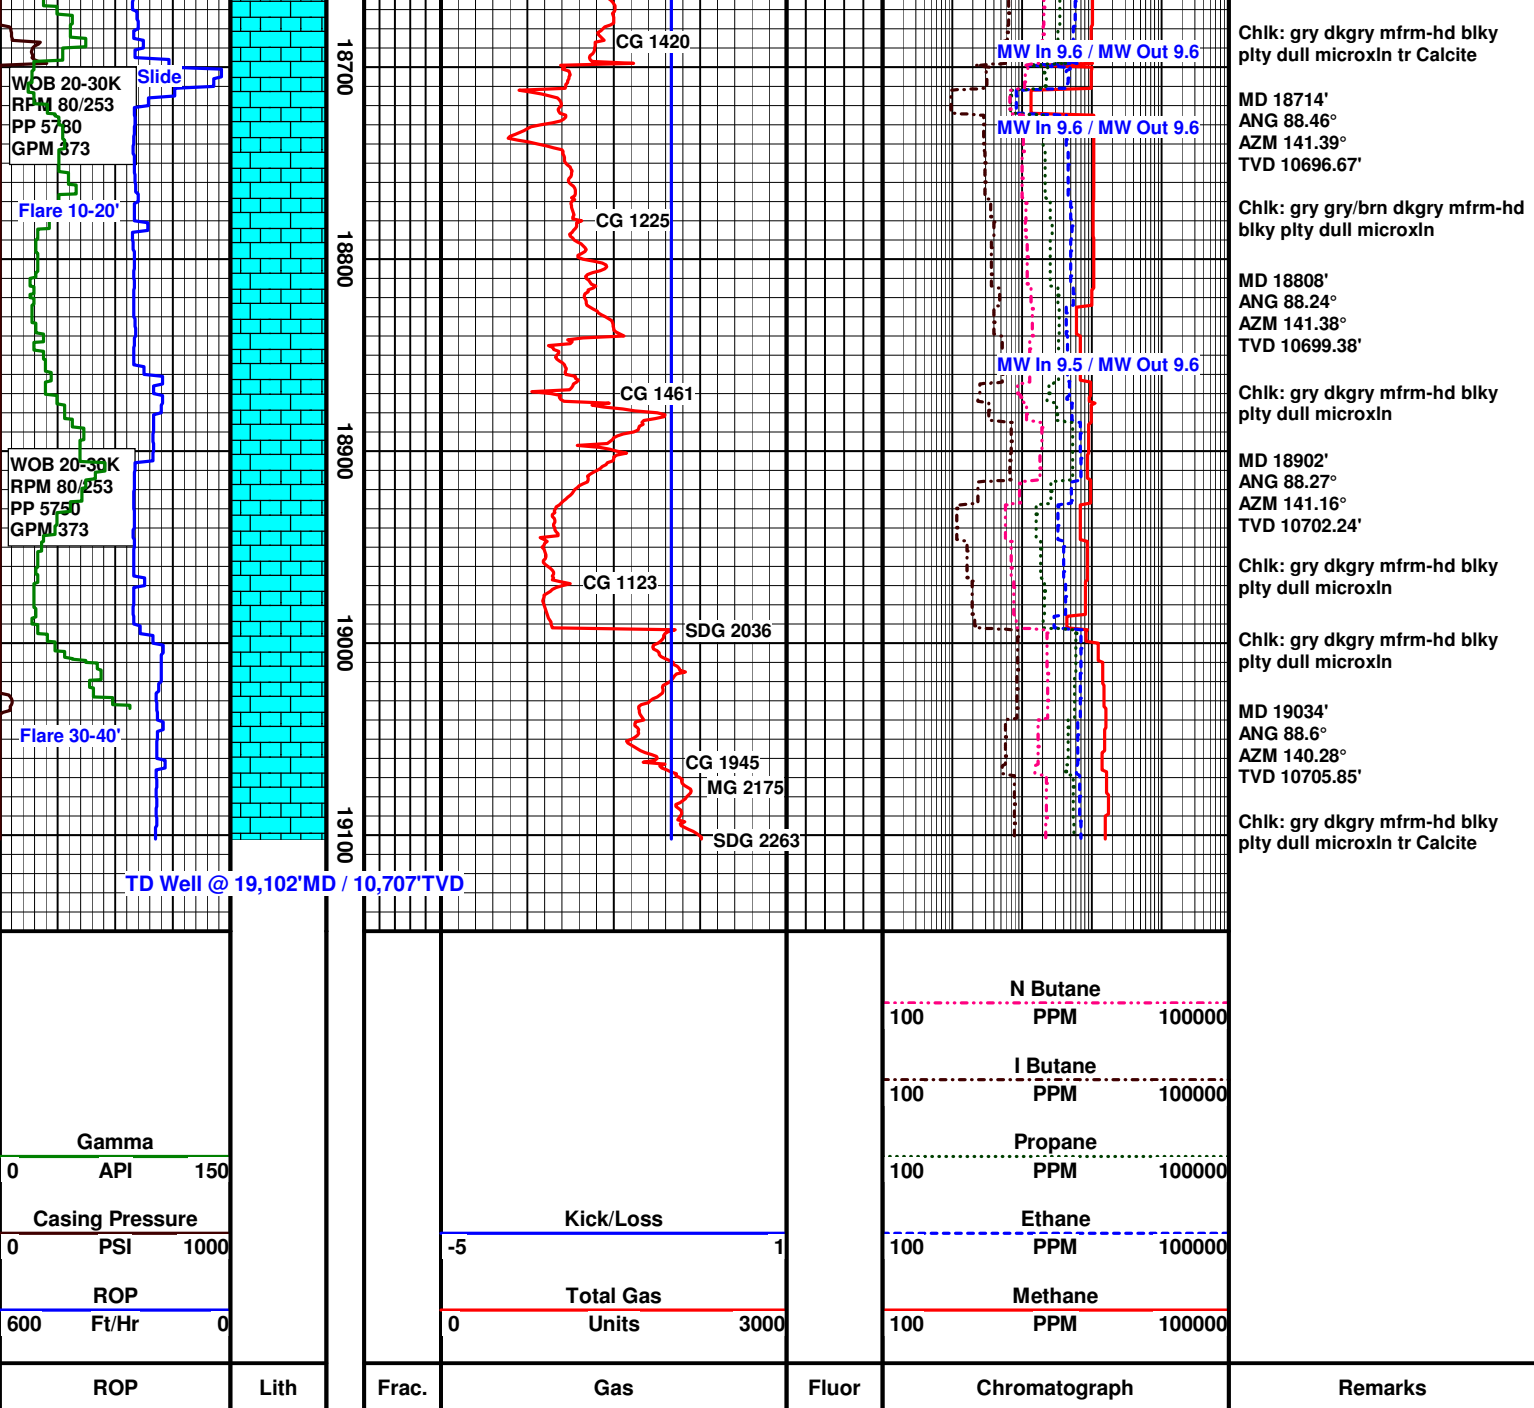 WOB 20-30K
RPM 80/253
PP 5780
GPM 373
Slide
Flare 10-20'
WOB 20-30K
RPM 80/253
PP 5750
GPM 373
Flare 30-40'
18700
18800
18900
19000
19100
TD Well @ 19,102'MD / 10,707'TVD
CG 1420
CG 1225
CG 1461
CG 1123
SDG 2036
CG 1945
MG 2175
SDG 2263
MW In 9.6 / MW Out 9.6
MW In 9.6 / MW Out 9.6
MW In 9.5 / MW Out 9.6
Chlk: gry dkgry mfrm-hd blky
plty dull microxln tr Calcite
MD 18714'
ANG 88.46°
AZM 141.39°
TVD 10696.67'
Chlk: gry gry/brn dkgry mfrm-hd
blky plty dull microxln
MD 18808'
ANG 88.24°
AZM 141.38°
TVD 10699.38'
Chlk: gry dkgry mfrm-hd blky
plty dull microxln
MD 18902'
ANG 88.27°
AZM 141.16°
TVD 10702.24'
Chlk: gry dkgry mfrm-hd blky
plty dull microxln
Chlk: gry dkgry mfrm-hd blky
plty dull microxln
MD 19034'
ANG 88.6°
AZM 140.28°
TVD 10705.85'
Chlk: gry dkgry mfrm-hd blky
plty dull microxln tr Calcite
Gamma
0 API 150
Casing Pressure
0 PSI 1000
ROP
600 Ft/Hr 0
Kick/Loss
-5 1
Total Gas
0 Units 3000
N Butane
100 PPM 100000
I Butane
100 PPM 100000
Propane
100 PPM 100000
Ethane
100 PPM 100000
Methane
100 PPM 100000
ROP Lith Frac. Gas Fluor Chromatograph Remarks